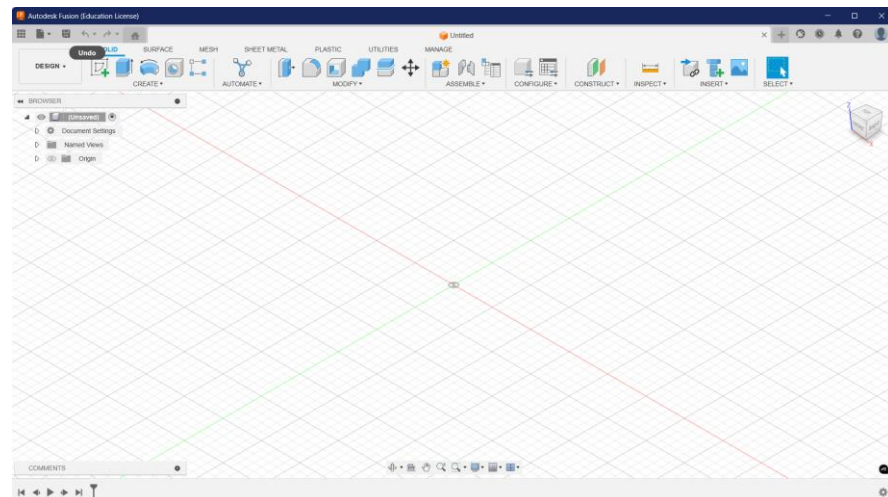 Autodesk Fusion (Education License)
Untitled
Undo
SOLID SURFACE MESH SHEET METAL PLASTIC UTILITIES MANAGE
DESIGN
CREATE AUTOMATE MODIFY ASSEMBLE CONFIGURE CONSTRUCT INSPECT INSERT SELECT
BROWSER
(Unsaved)
Document Settings
Named Views
Origin
Z
X
COMMENTS